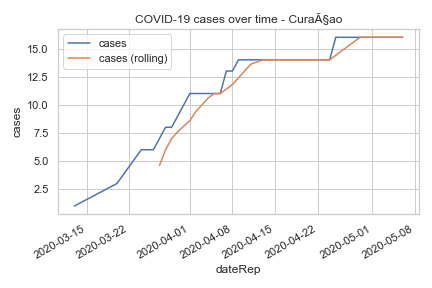 COVID-19 cases over time - CuraÃ§ao
cases
cases (rolling)
cases
15.0
12.5
10.0
7.5
5.0
2.5
2020-03-15
2020-03-22
2020-04-01
2020-04-08
2020-04-15
2020-04-22
2020-05-01
2020-05-08
dateRep